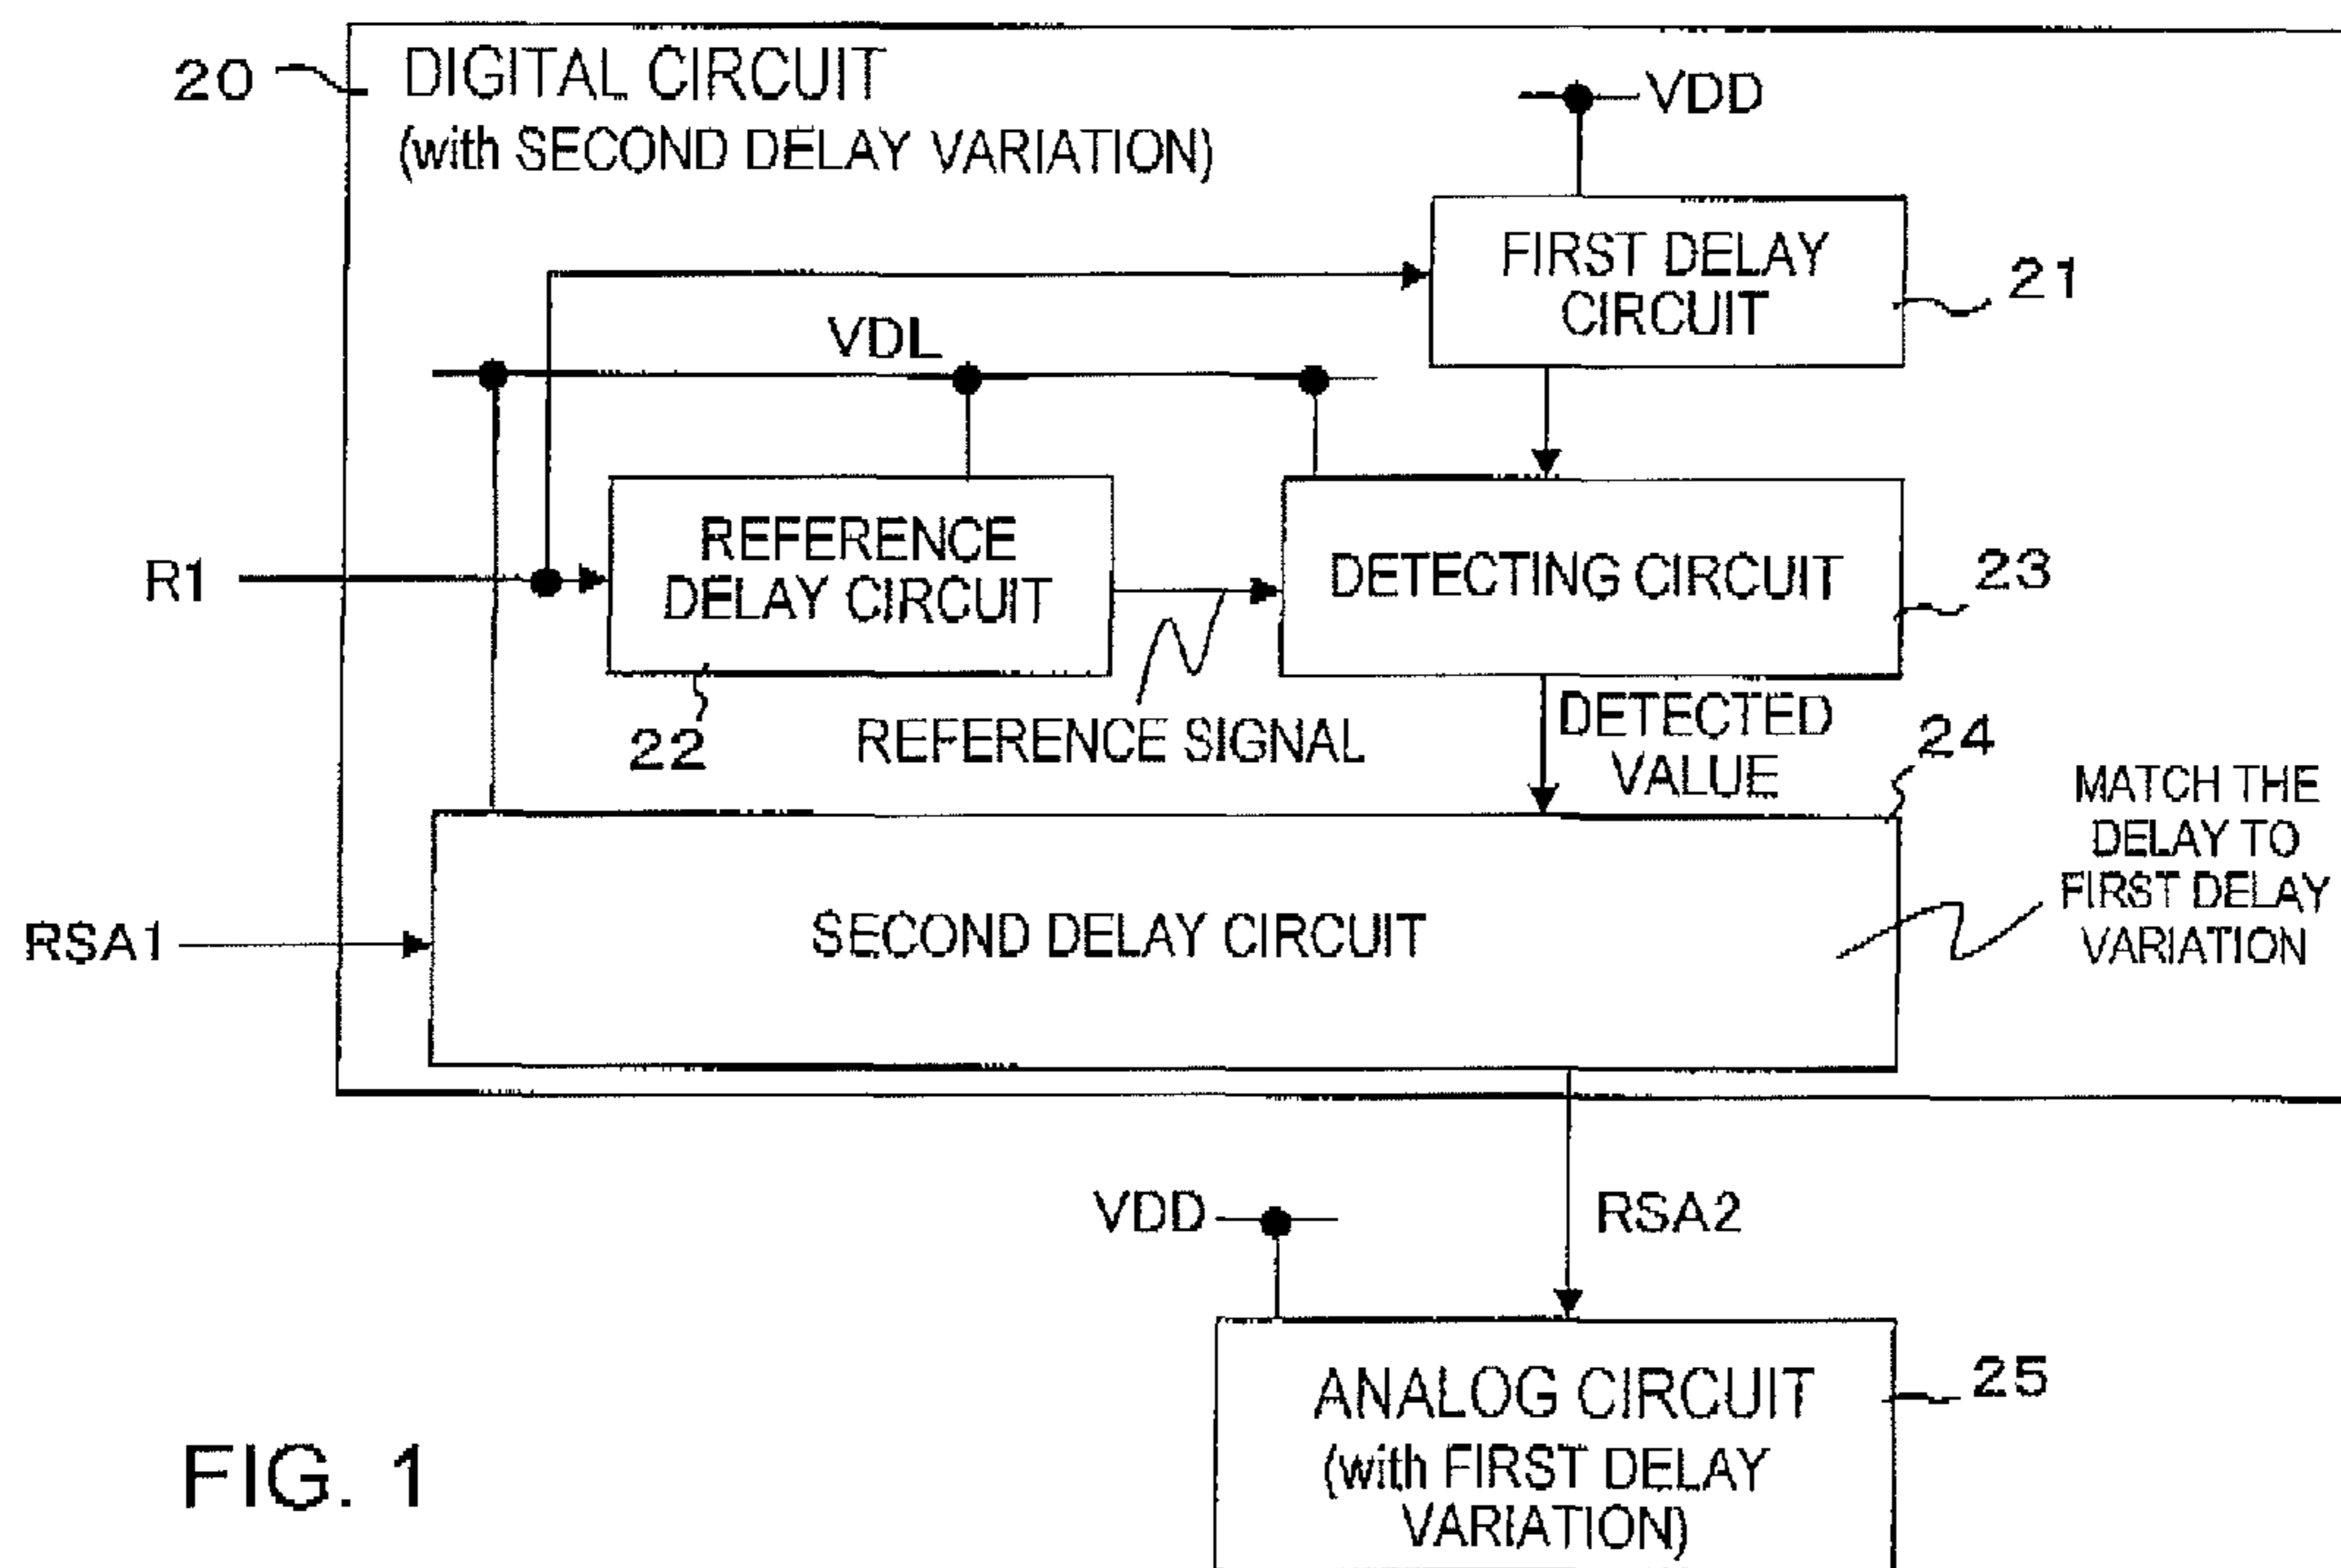 20
DIGITAL CIRCUIT
(with SECOND DELAY VARIATION)
VDD
FIRST DELAY
CIRCUIT
21
VDL
R1
REFERENCE
DELAY CIRCUIT
DETECTING CIRCUIT
23
22
REFERENCE SIGNAL
DETECTED
VALUE
24
MATCH THE
DELAY TO
FIRST DELAY
VARIATION
RSA1
SECOND DELAY CIRCUIT
VDD
RSA2
ANALOG CIRCUIT
(with FIRST DELAY
VARIATION)
25
FIG. 1